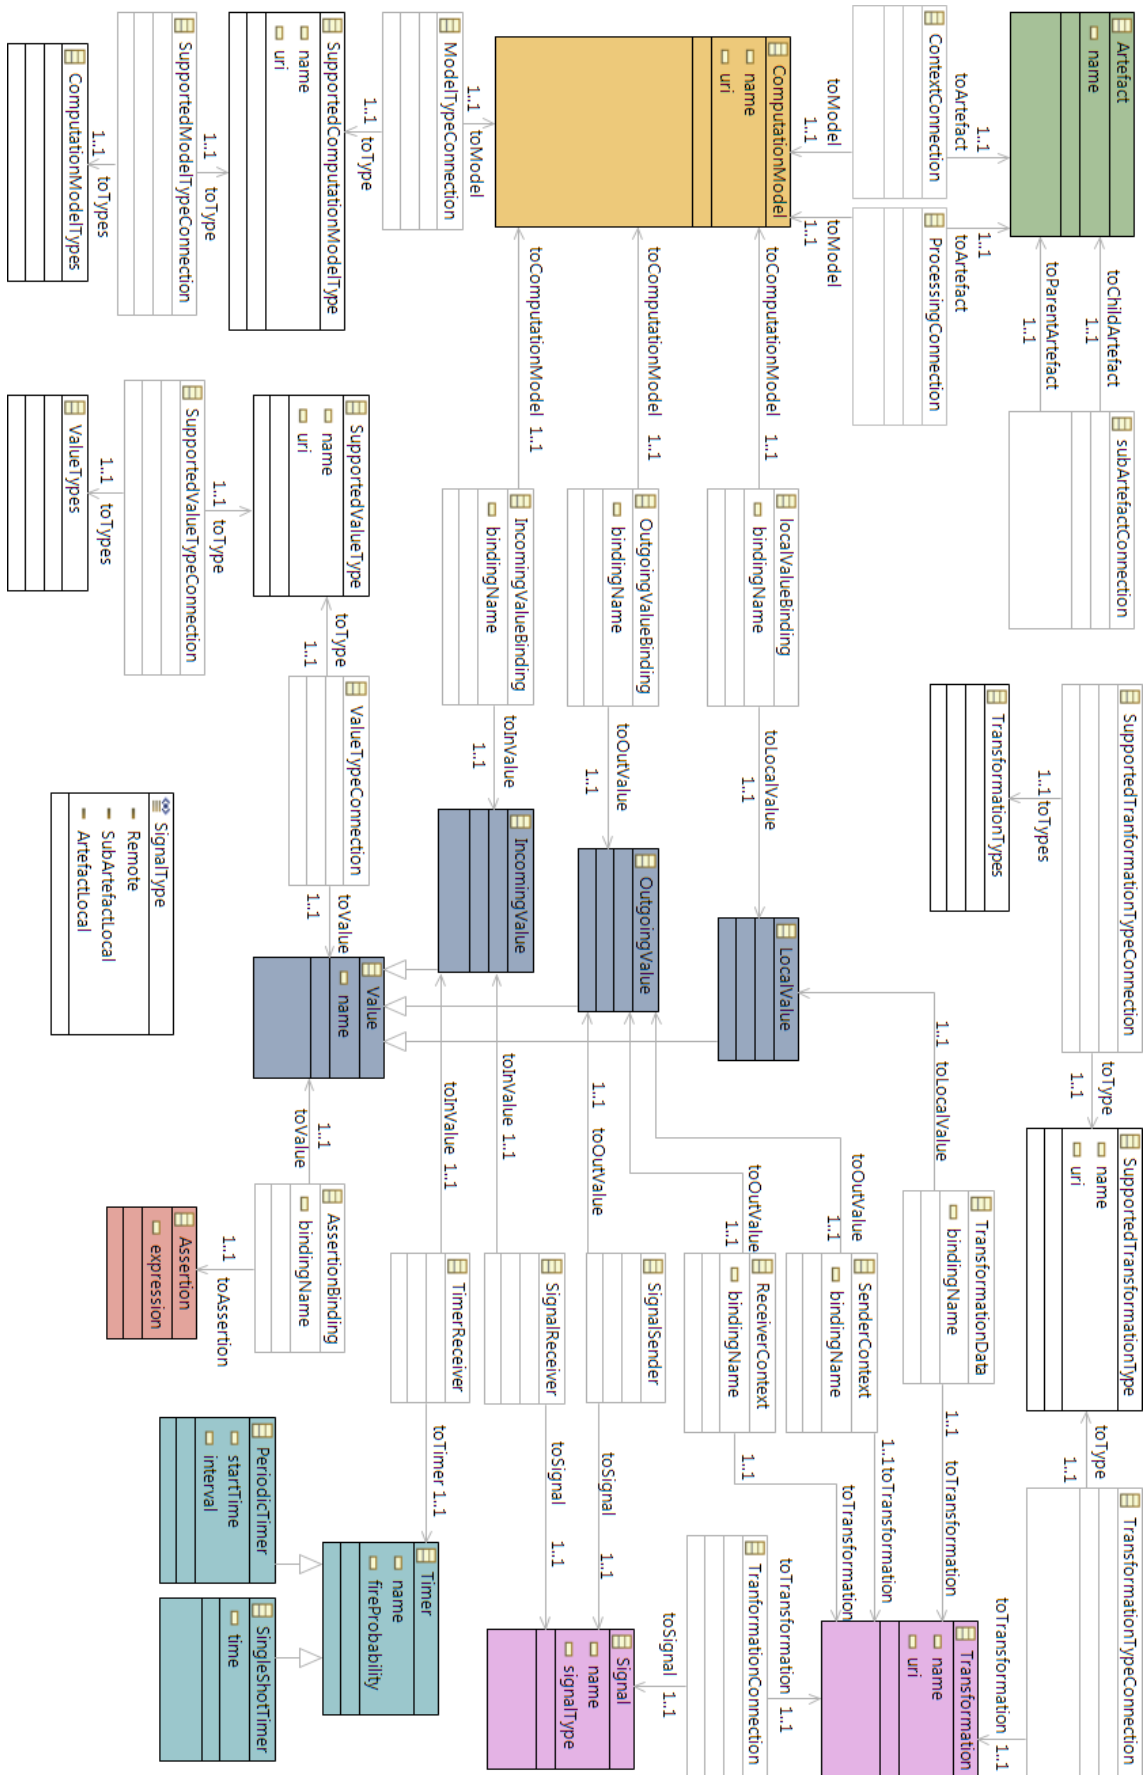 Artefact
name
toChildArtefact
1..1
toParentArtefact
1..1
subArtefactConnection
SupportedTranformationTypeConnection
toType
1..1
SupportedTransformationType
name
uri
toType
1..1
TransformationTypeConnection
toArtefact
1..1
toArtefact
1..1
ContextConnection
ProcessingConnection
1..1 toTypes
TransformationTypes
toTransformation 1..1
toModel
1..1
toModel
1..1
TransformationData
bindingName
1..1 toLocalValue
1..1 toTransformation
Transformation
name
uri
ComputationModel
name
uri
toComputationModel 1..1
localValueBinding
bindingName
toLocalValue
1..1
LocalValue
toOutValue
1..1
SenderContext
bindingName
1..1 toTransformation
toOutValue
1..1
ReceiverContext
bindingName
1..1
toTransformation
toTransformation 1..1
TranformationConnection
toComputationModel 1..1
OutgoingValueBinding
bindingName
toOutValue
1..1
OutgoingValue
1..1 toOutValue
SignalSender
toSignal 1..1
toSignal 1..1
Signal
name
signalType
toComputationModel 1..1
IncomingValueBinding
bindingName
toInValue
1..1
IncomingValue
toInValue 1..1
SignalReceiver
toSignal 1..1
ModelTypeConnection
1..1 toModel
1..1 toType
toInValue 1..1
TimerReceiver
toTimer 1..1
Timer
name
fireProbability
SupportedComputationModelType
name
uri
SupportedValueType
name
uri
toType
1..1
ValueTypeConnection
toValue
1..1
Value
name
1..1
toValue
AssertionBinding
bindingName
1..1 toAssertion
Assertion
expression
PeriodicTimer
startTime
interval
SingleShotTimer
time
1..1 toType
SupportedModelTypeConnection
1..1 toTypes
ComputationModelTypes
1..1 toType
SupportedValueTypeConnection
1..1 toTypes
ValueTypes
SignalType
Remote
SubArtefactLocal
ArtefactLocal